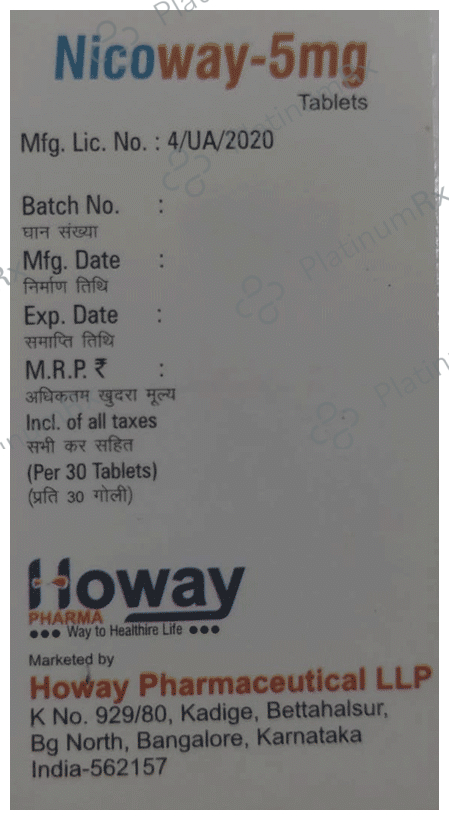 Nicoway-5mg
Tablets
Mfg. Lic. No. : 4/UA/2020
Batch No. :
घान संख्या
Mfg. Date :
निर्माण तिथि
Exp. Date :
समाप्ति तिथि
M.R.P. ₹ :
अधिकतम खुदरा मूल्य
Incl. of all taxes
सभी कर सहित
(Per 30 Tablets)
(प्रति 30 गोली)
Howay
PHARMA
Way to Healthire Life
Marketed by
Howay Pharmaceutical LLP
K No. 929/80, Kadige, Bettahalsur,
Bg North, Bangalore, Karnataka
India-562157
PlatinumRx
PlatinumRx